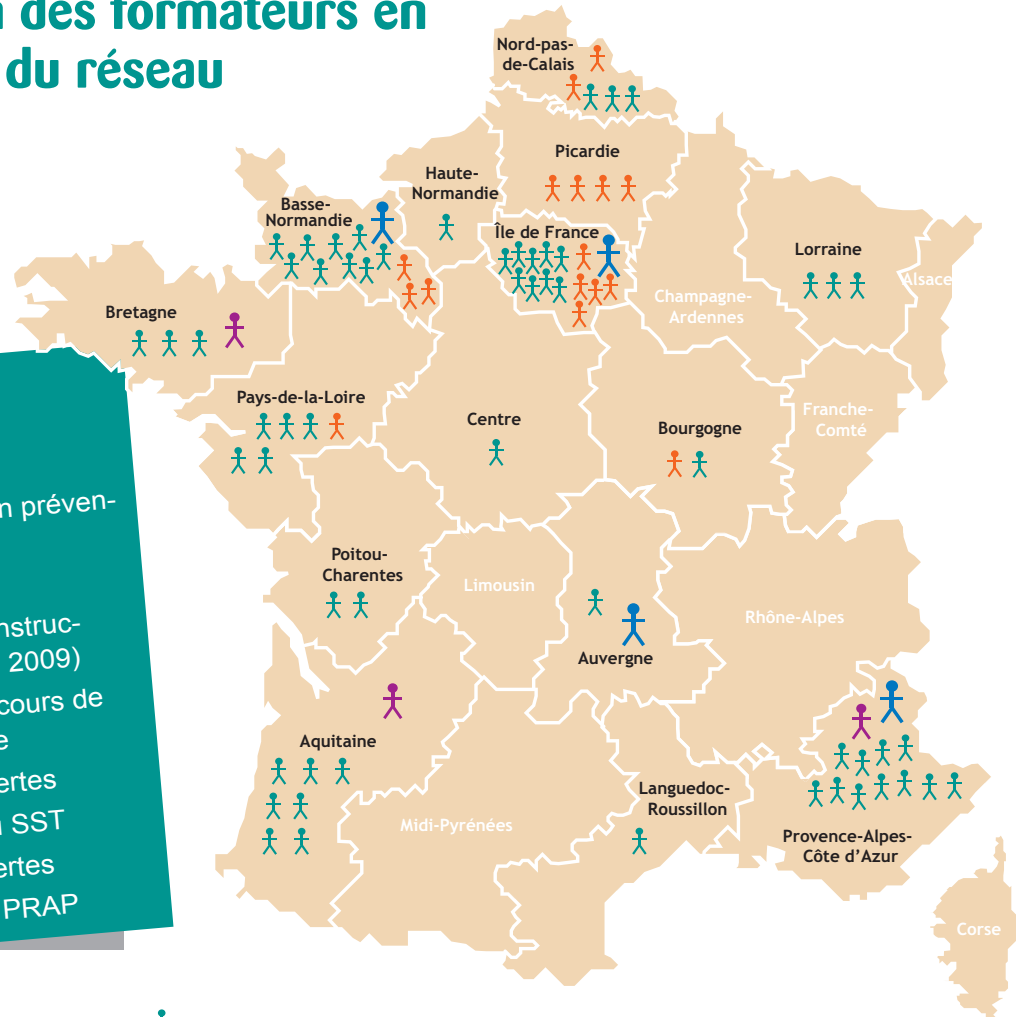 des formateurs en
du réseau
Nord-pas-
de-Calais
Picardie
Haute-
Normandie
Basse-
Normandie
Île de France
Lorraine
Alsace
Champagne-
Ardennes
Bretagne
Pays-de-la-Loire
Centre
Bourgogne
Franche-
Comté
n préven-
Poitou-
Charentes
Limousin
Rhône-Alpes
Auvergne
nstruc-
2009)
cours de
e
ertes
SST
ertes
PRAP
Aquitaine
Midi-Pyrénées
Languedoc-
Roussillon
Provence-Alpes-
Côte d'Azur
Corse